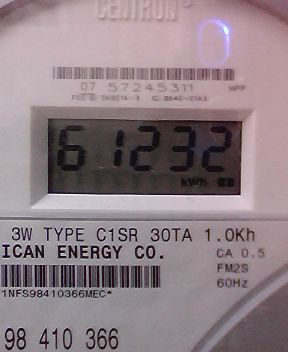 CENTRON
07 57245311 HPP
61232
kWh
3W TYPE C1SR 30TA 1.0Kh
ICAN ENERGY CO. CA 0.5
FM2S
60Hz
1NFS98410366MEC*
98 410 366